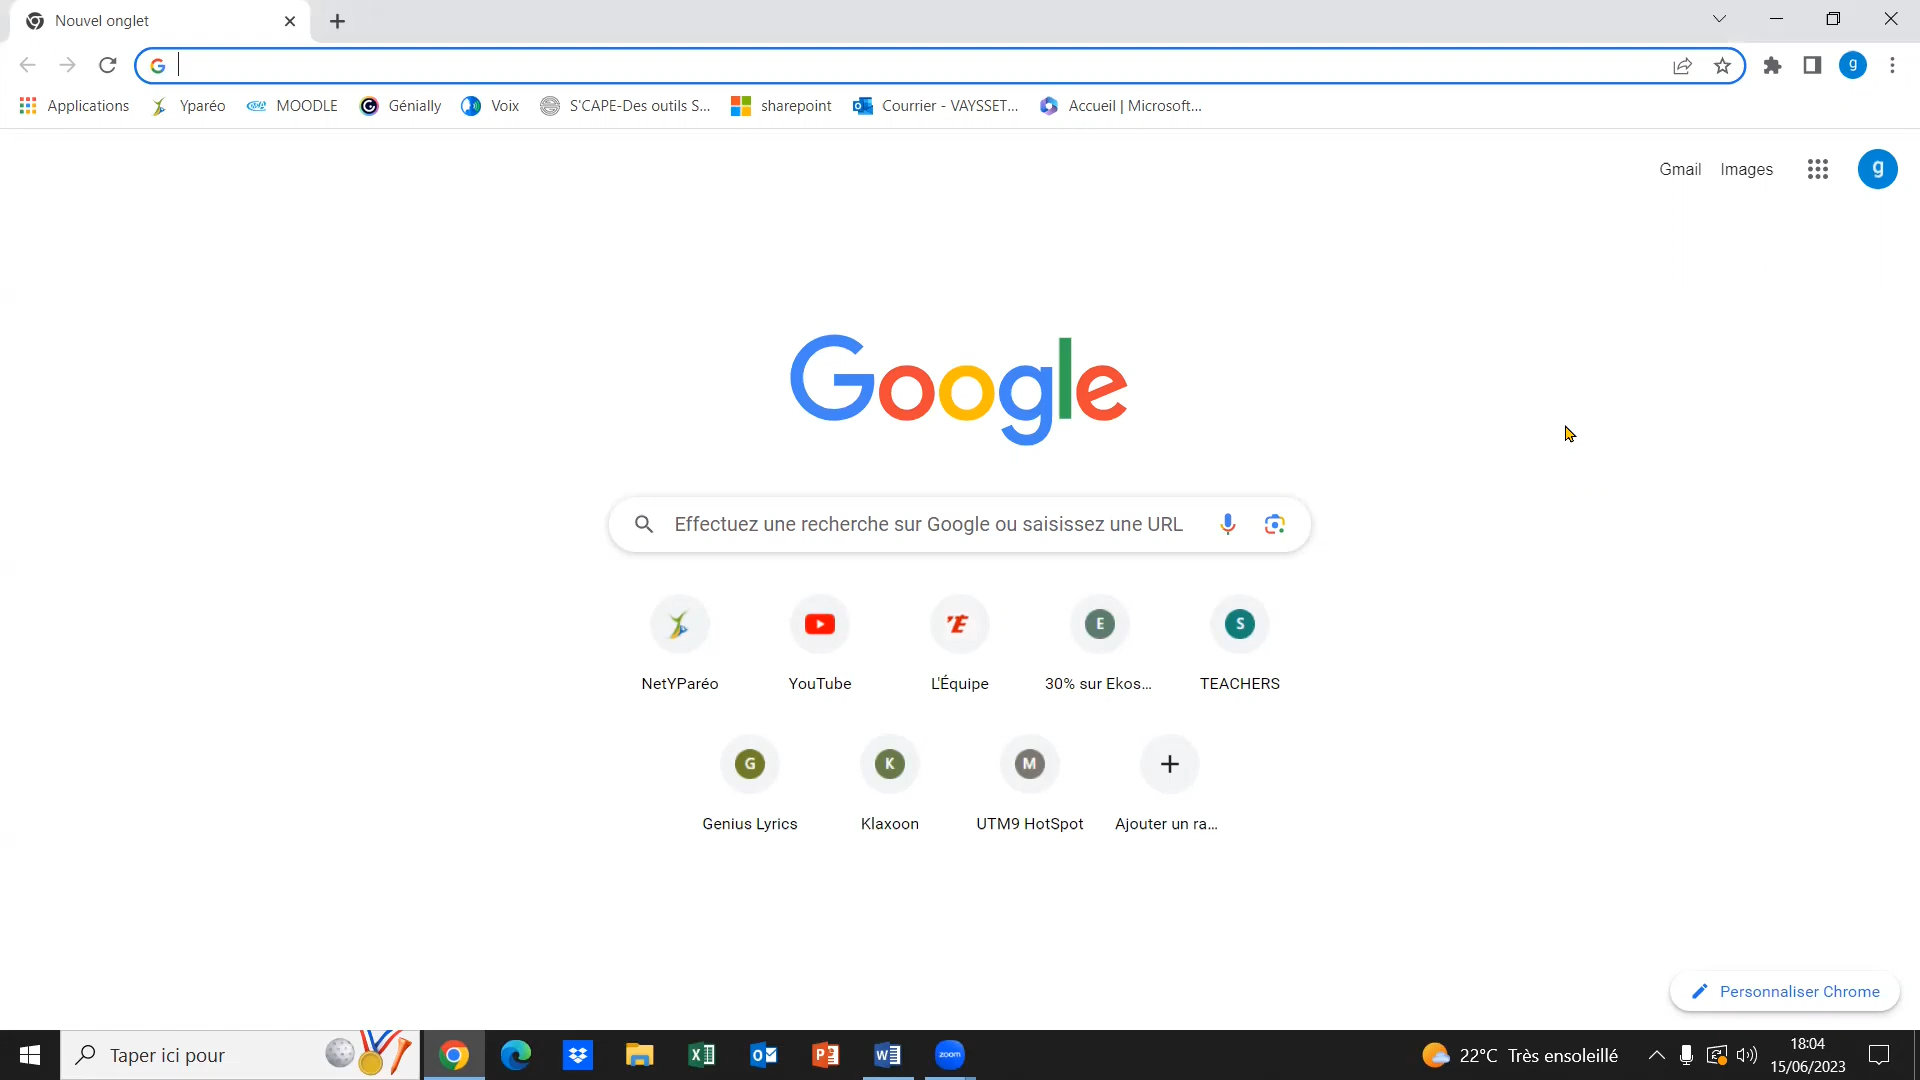 Nouvel onglet
Applications Yparéo MOODLE Génially Voix S'CAPE-Des outils S... sharepoint Courrier - VAYSSET... Accueil | Microsoft...
g
Gmail Images
g
Google
Effectuez une recherche sur Google ou saisissez une URL
E S
NetYParéo YouTube L'Équipe 30% sur Ekos... TEACHERS
G K M
Genius Lyrics Klaxoon UTM9 HotSpot Ajouter un ra...
Personnaliser Chrome
Taper ici pour
zoom
22°C Très ensoleillé
18:04
15/06/2023